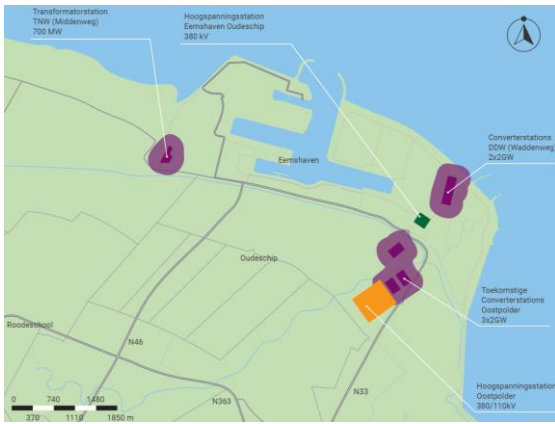 Transformatorstation
TNW (Middenweg)
700 MW
Hoogspanningsstation
Eemshaven Oudeschip
380 kV
Converterstations
DDW (Waddenweg)
2x2GW
Eemshaven
Oudeschip
Toekomstige
Converterstations
Oostpolder
3x2GW
Roodeschool
N46
N33
Hoogspanningsstation
Oostpolder
380/110kV
N363
0 740 1480
370 1110 1850 m